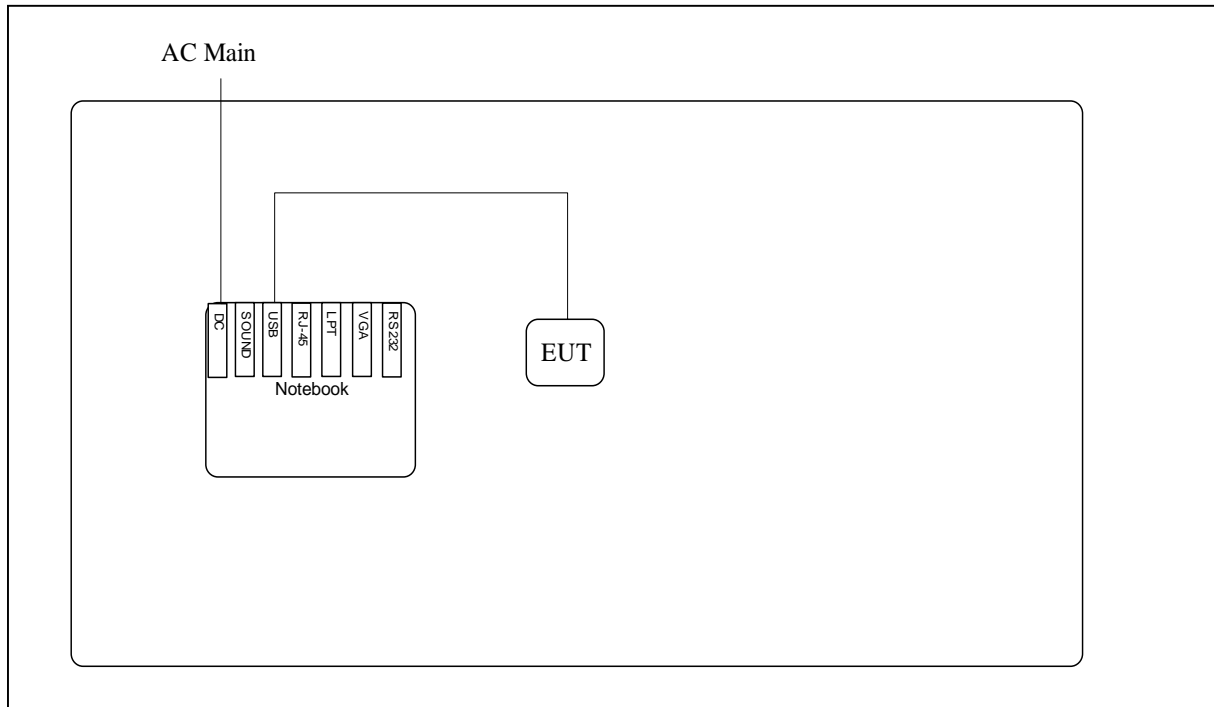 AC Main
DC
SOUND
USB
RJ-45
LPT
VGA
RS232
Notebook
EUT